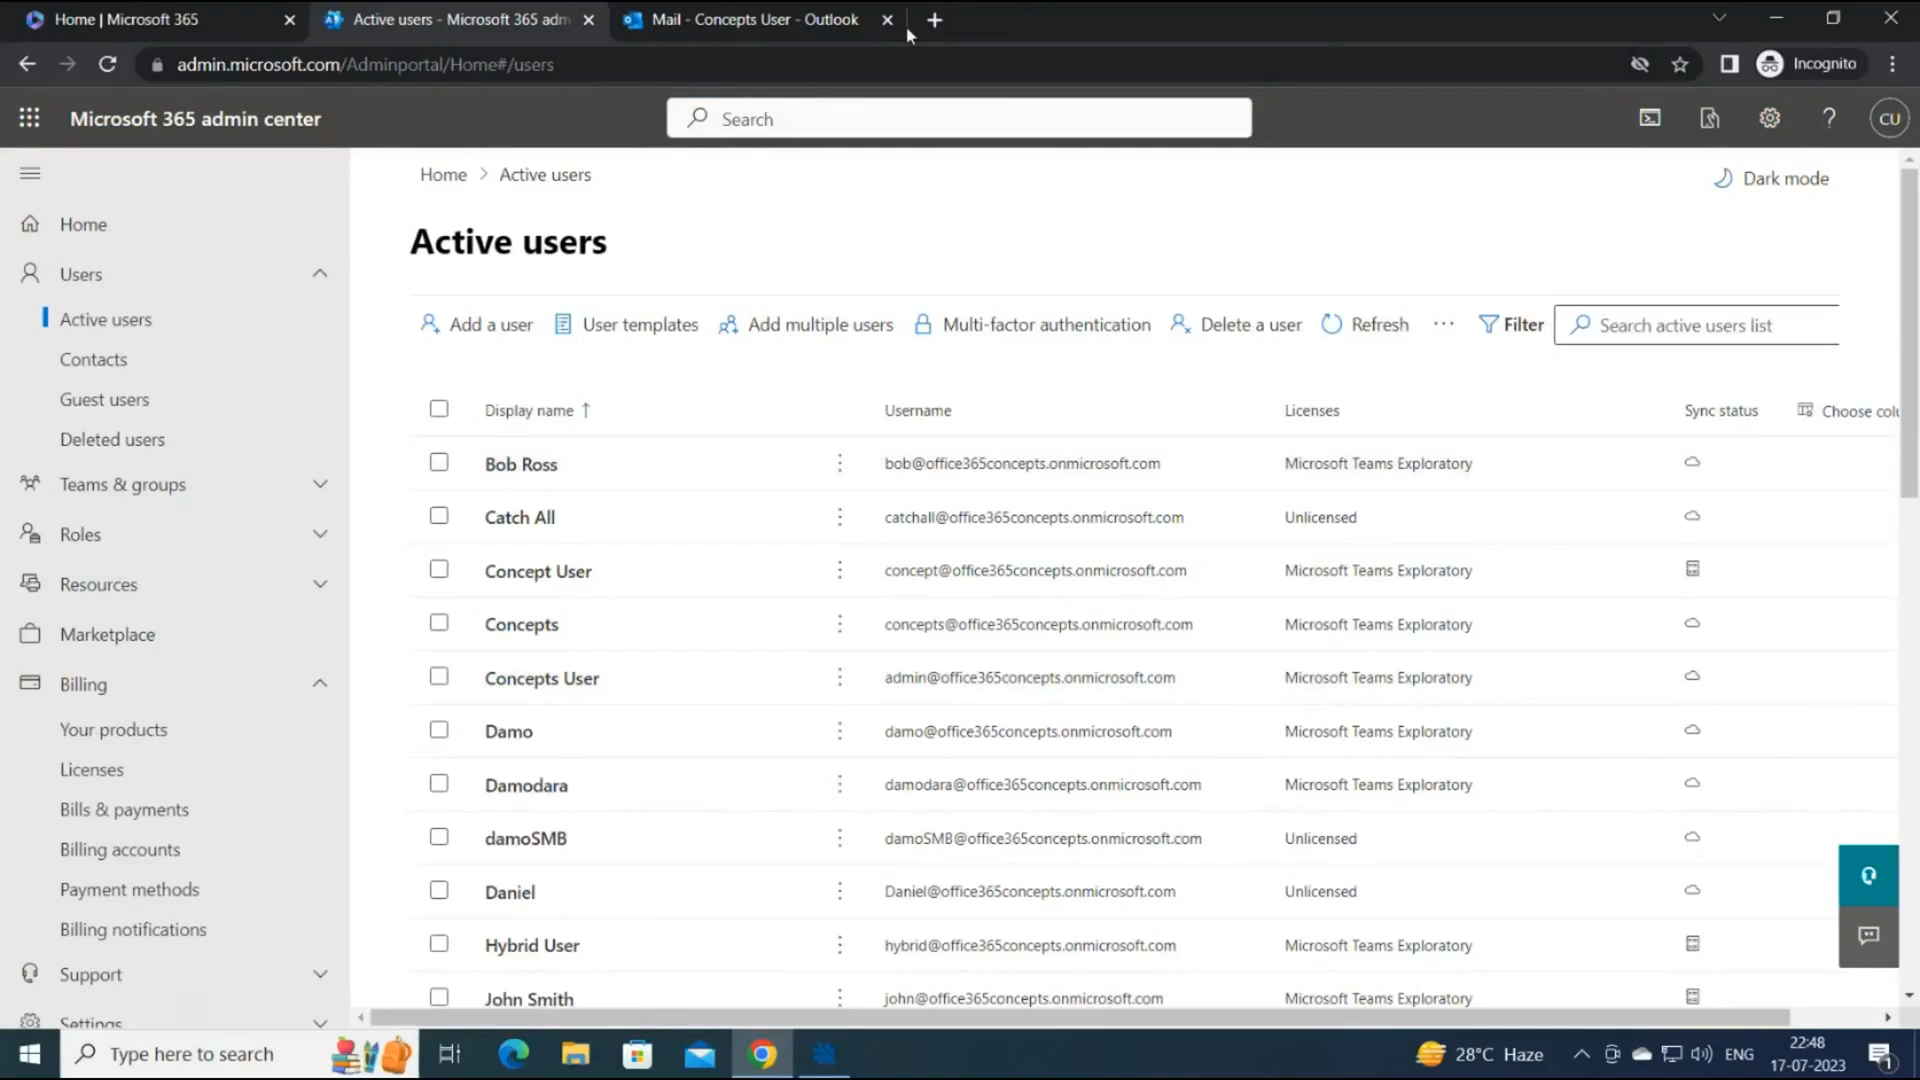 Home | Microsoft 365
Active users - Microsoft 365 adm
Mail - Concepts User - Outlook
admin.microsoft.com/Adminportal/Home#/users
Incognito
Microsoft 365 admin center
Search
CU
Home > Active users
Dark mode
Active users
Add a user
User templates
Add multiple users
Multi-factor authentication
Delete a user
Refresh
Filter
Search active users list
Home
Users
Active users
Contacts
Guest users
Deleted users
Teams & groups
Roles
Resources
Marketplace
Billing
Your products
Licenses
Bills & payments
Billing accounts
Payment methods
Billing notifications
Support
Settings
Display name ↑ Username Licenses Sync status Choose colu
Bob Ross bob@office365concepts.onmicrosoft.com Microsoft Teams Exploratory
Catch All catchall@office365concepts.onmicrosoft.com Unlicensed
Concept User concept@office365concepts.onmicrosoft.com Microsoft Teams Exploratory
Concepts concepts@office365concepts.onmicrosoft.com Microsoft Teams Exploratory
Concepts User admin@office365concepts.onmicrosoft.com Microsoft Teams Exploratory
Damo damo@office365concepts.onmicrosoft.com Microsoft Teams Exploratory
Damodara damodara@office365concepts.onmicrosoft.com Microsoft Teams Exploratory
damoSMB damoSMB@office365concepts.onmicrosoft.com Unlicensed
Daniel Daniel@office365concepts.onmicrosoft.com Unlicensed
Hybrid User hybrid@office365concepts.onmicrosoft.com Microsoft Teams Exploratory
John Smith john@office365concepts.onmicrosoft.com Microsoft Teams Exploratory
Type here to search
28°C Haze
ENG
22:48
17-07-2023
1